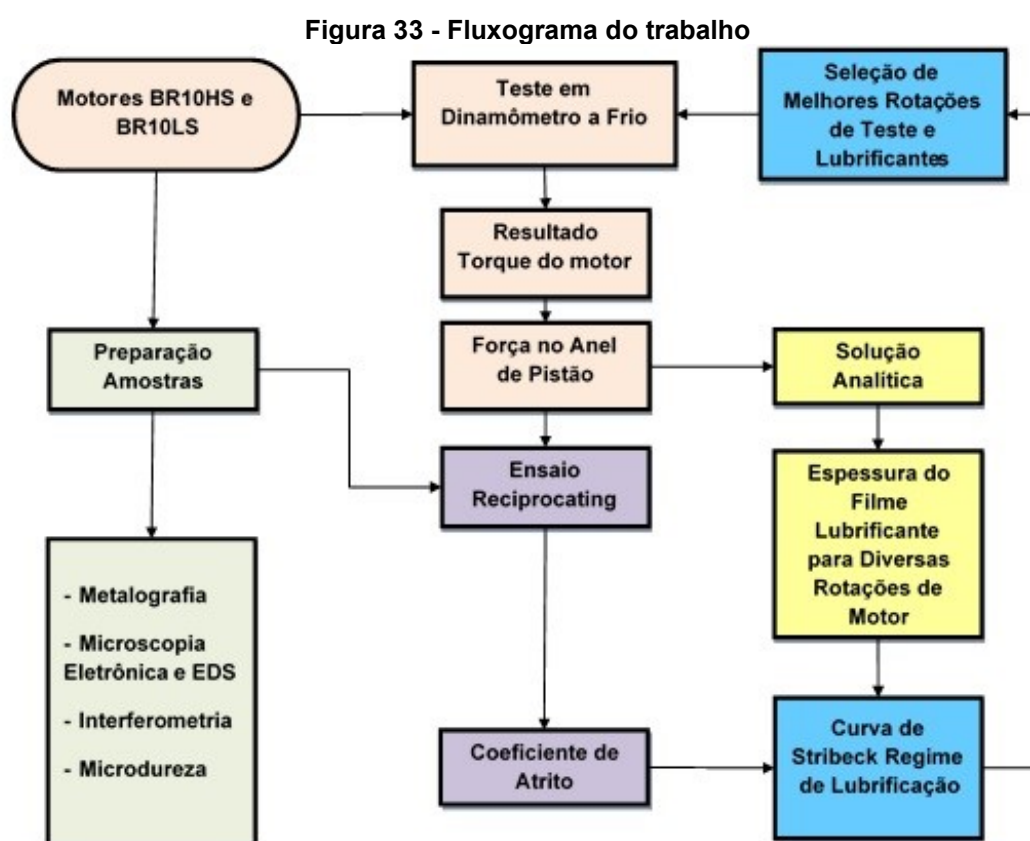 Figura 33 - Fluxograma do trabalho
Motores BR10HS e
BR10LS
Teste em
Dinamômetro a Frio
Seleção de
Melhores Rotações
de Teste e
Lubrificantes
Resultado
Torque do motor
Preparação
Amostras
Força no Anel
de Pistão
Solução
Analítica
Ensaio
Reciprocating
Espessura do
Filme
Lubrificante
para Diversas
Rotações de
Motor
- Metalografia
- Microscopia
Eletrônica e EDS
- Interferometria
- Microdureza
Coeficiente de
Atrito
Curva de
Stribeck Regime
de Lubrificação